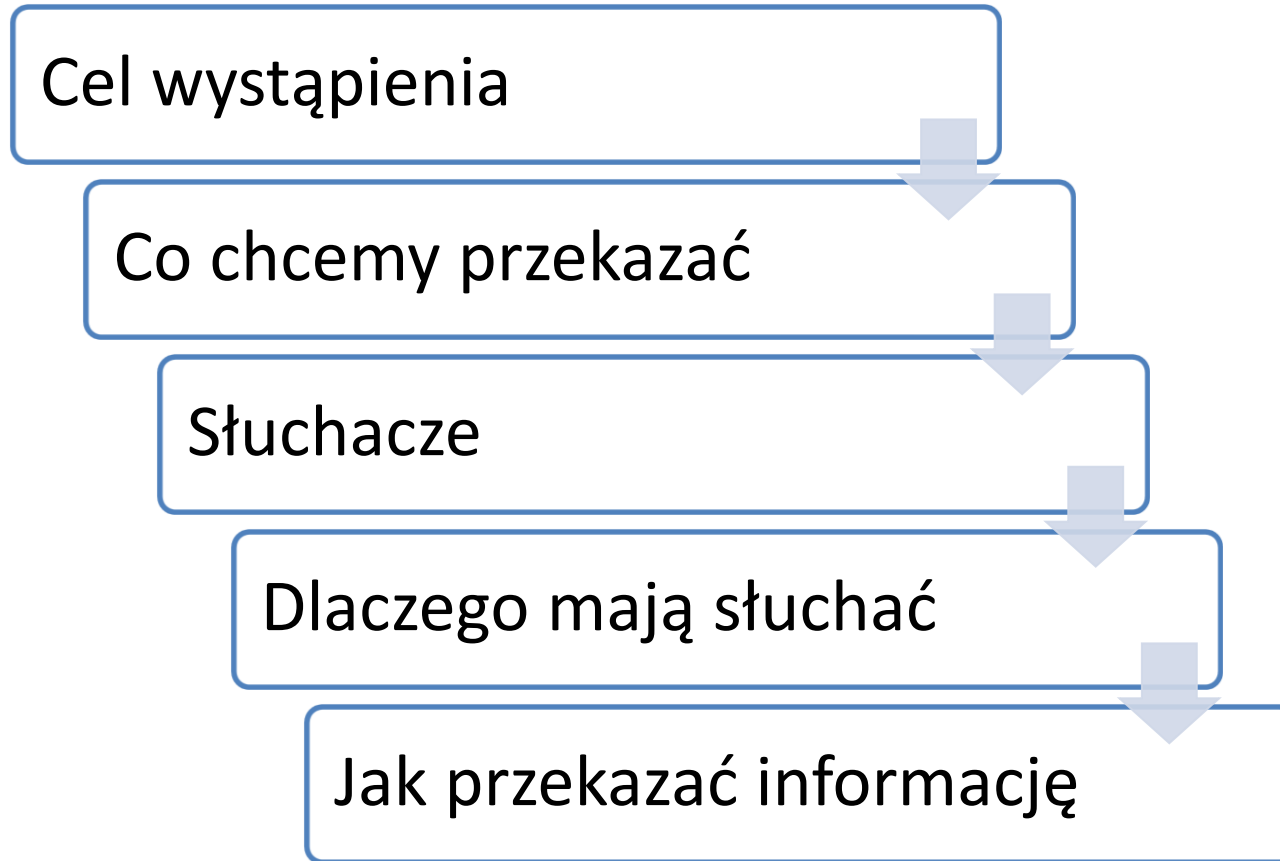 Cel wystąpienia
Co chcemy przekazać
Słuchacze
Dlaczego mają słuchać
Jak przekazać informację